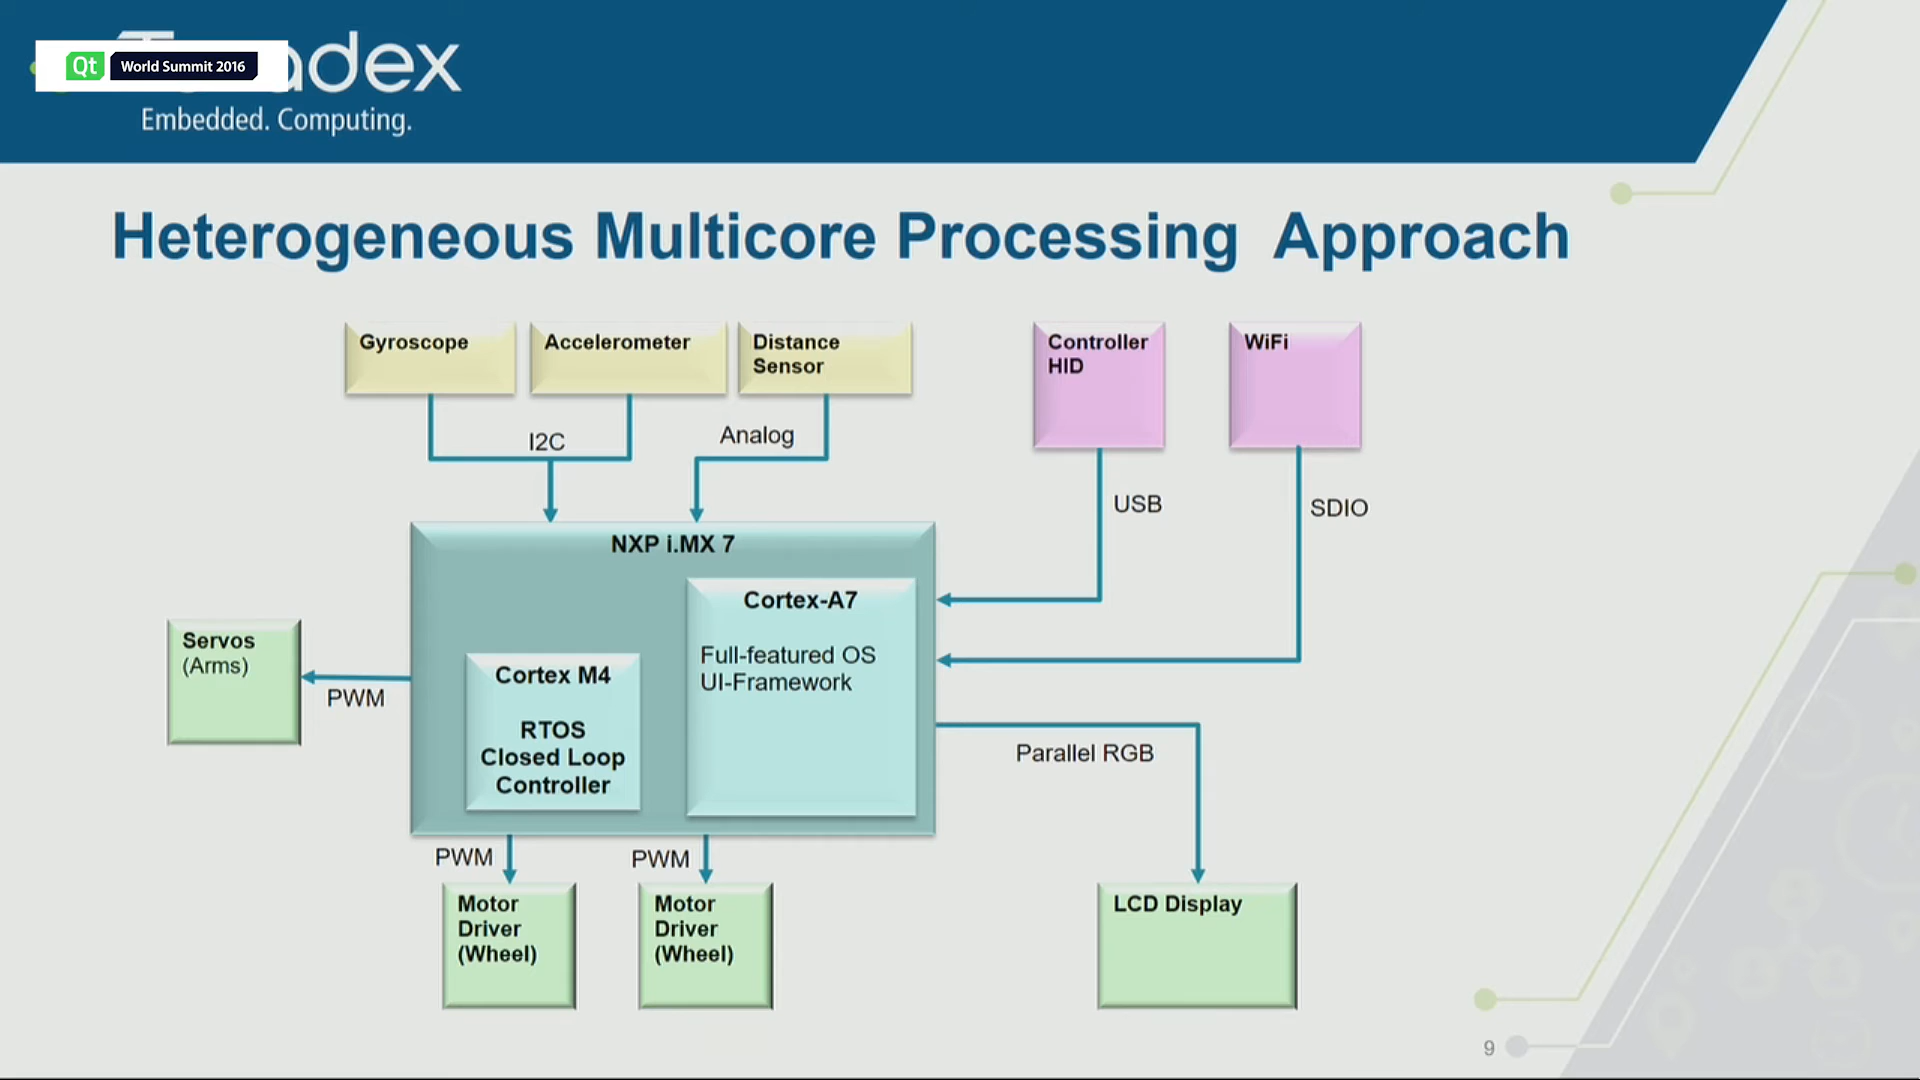 Qt World Summit 2016
adex
Embedded. Computing.
Heterogeneous Multicore Processing Approach
Gyroscope
Accelerometer
Distance
Sensor
Controller
HID
WiFi
I2C
Analog
USB
SDIO
NXP i.MX 7
Cortex-A7
Full-featured OS
UI-Framework
Servos
(Arms)
PWM
Cortex M4
RTOS
Closed Loop
Controller
Parallel RGB
PWM
PWM
Motor
Driver
(Wheel)
Motor
Driver
(Wheel)
LCD Display
9